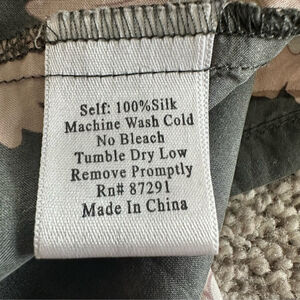 Self: 100%Silk
Machine Wash Cold
No Bleach
Tumble Dry Low
Remove Promptly
Rn# 87291
Made In China